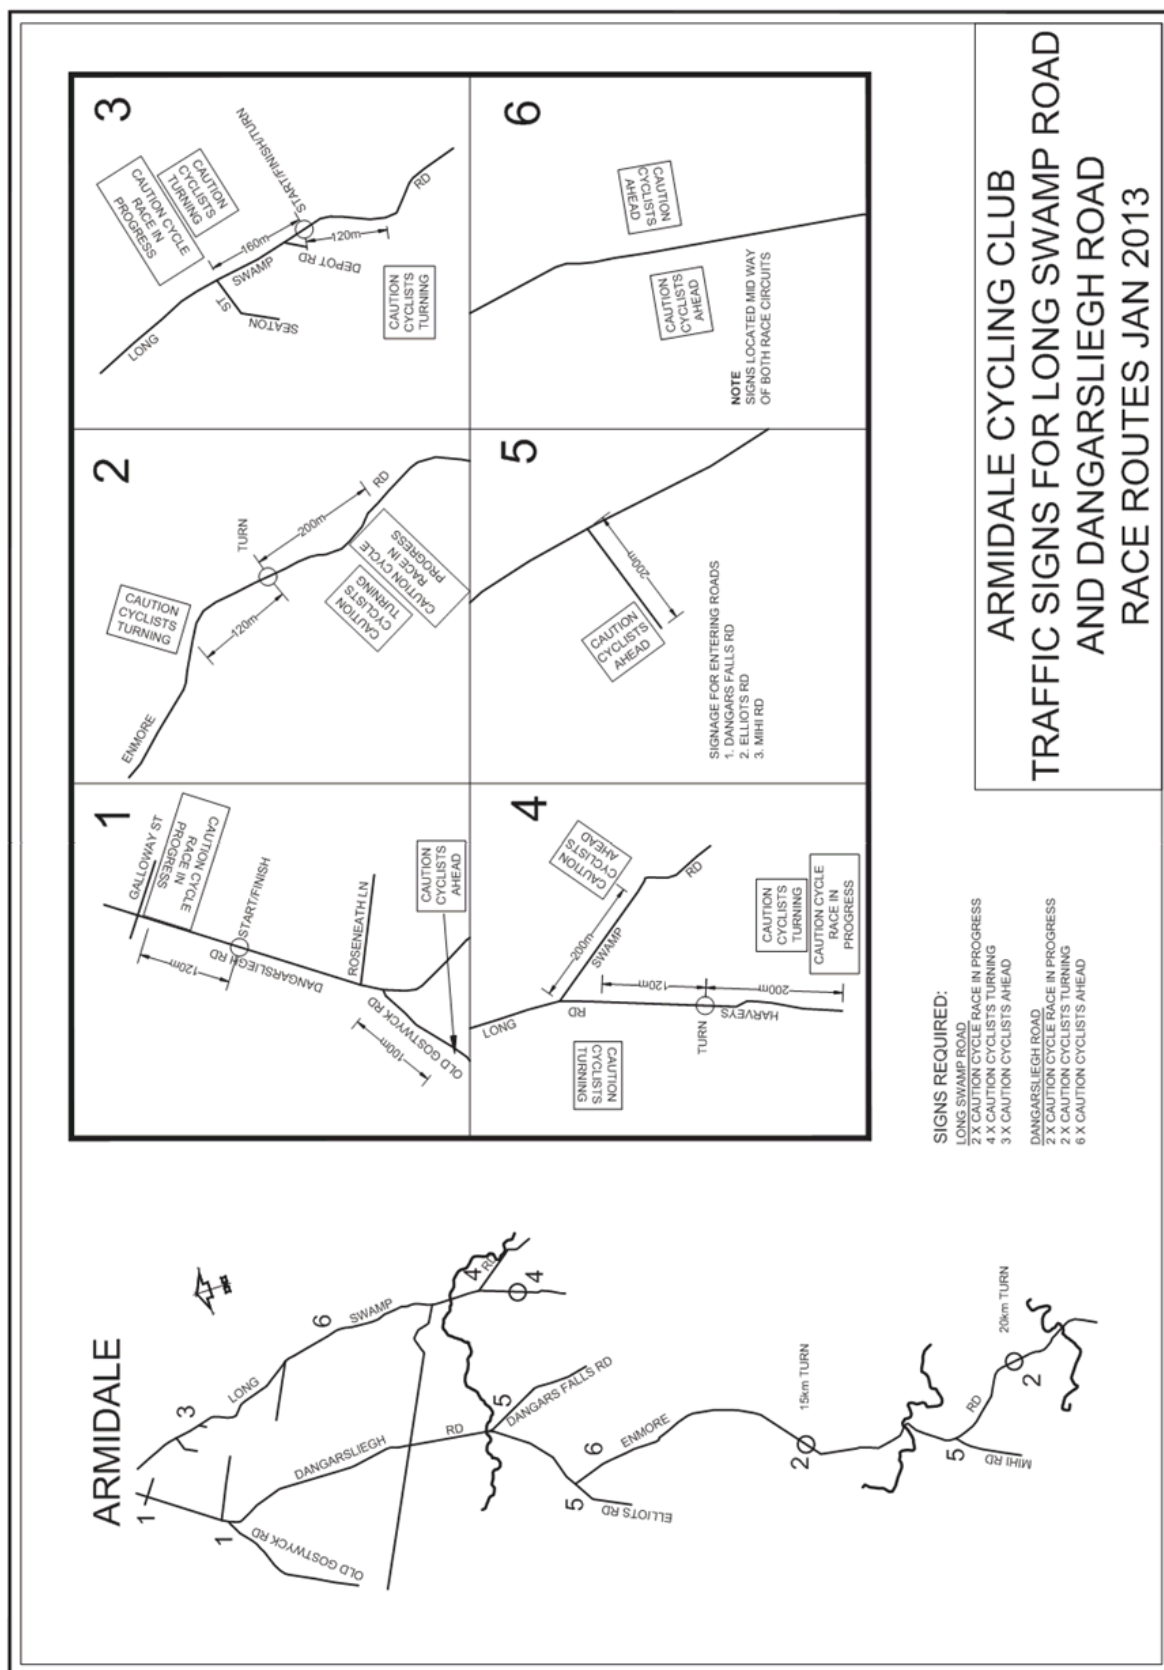 ARMIDALE
1
1
3
LONG
6
SWAMP
4
RD
4
DANGARSLIEGH
RD
OLD GOSTWYCK RD
5
DANGARS FALLS RD
5
ELLIOTS RD
6
ENMORE
15km TURN
2
5
MIHI RD
RD
20km TURN
2
1
GALLOWAY ST
CAUTION CYCLE
RACE IN
PROGRESS
120m
START/FINISH
DANGARSLIEGH RD
ROSENEATH LN
OLD GOSTWYCK RD
100m
CAUTION
CYCLISTS
AHEAD
2
ENMORE
RD
CAUTION
CYCLISTS
TURNING
TURN
120m
200m
CAUTION
CYCLISTS
TURNING
CAUTION CYCLE
RACE IN
PROGRESS
3
CAUTION CYCLE
RACE IN
PROGRESS
CAUTION
CYCLISTS
TURNING
START/FINISH/TURN
160m
120m
LONG
SWAMP
RD
SEATON
ST
DEPOT RD
CAUTION
CYCLISTS
TURNING
4
CAUTION
CYCLISTS
AHEAD
LONG
SWAMP
RD
200m
RD
HARVEYS
TURN
120m
200m
CAUTION
CYCLISTS
TURNING
CAUTION
CYCLISTS
TURNING
CAUTION CYCLE
RACE IN
PROGRESS
5
200m
CAUTION
CYCLISTS
AHEAD
SIGNAGE FOR ENTERING ROADS
1. DANGARS FALLS RD
2. ELLIOTS RD
3. MIHI RD
6
CAUTION
CYCLISTS
AHEAD
CAUTION
CYCLISTS
AHEAD
NOTE
SIGNS LOCATED MID WAY
OF BOTH RACE CIRCUITS
SIGNS REQUIRED:
LONG SWAMP ROAD
2 X CAUTION CYCLE RACE IN PROGRESS
4 X CAUTION CYCLISTS TURNING
3 X CAUTION CYCLISTS AHEAD
DANGARSLIEGH ROAD
2 X CAUTION CYCLE RACE IN PROGRESS
2 X CAUTION CYCLISTS TURNING
6 X CAUTION CYCLISTS AHEAD
ARMIDALE CYCLING CLUB
TRAFFIC SIGNS FOR LONG SWAMP ROAD
AND DANGARSLIEGH ROAD
RACE ROUTES JAN 2013